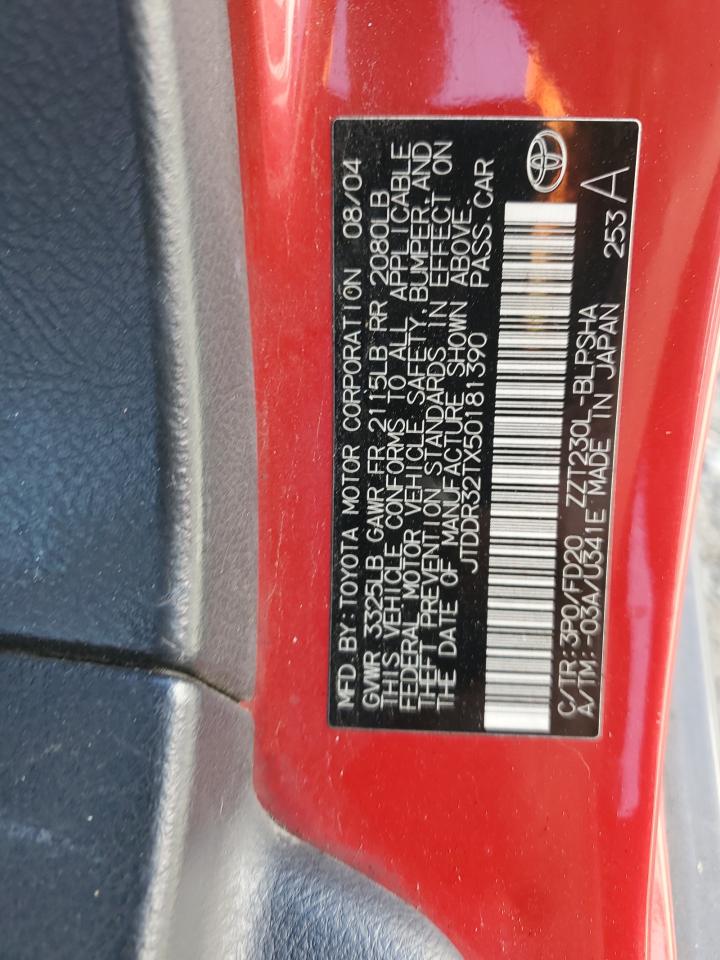 MFD BY: TOYOTA MOTOR CORPORATION 08/04
GVWR 3325LB GAWR FR 2115LB RR 2080LB
THIS VEHICLE CONFORMS TO ALL APPLICABLE
FEDERAL MOTOR VEHICLE SAFETY, BUMPER, AND
THEFT PREVENTION STANDARDS IN EFFECT ON
THE DATE OF MANUFACTURE SHOWN ABOVE.
JTDDR32TX50181390 PASS. CAR
C/TR: 3P0/FD20 ZZT230L-BLPSHA 253
A/TM: -03A/U341E MADE IN JAPAN A